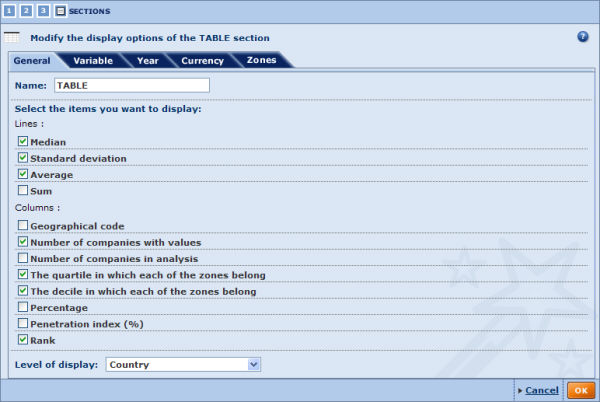 1 2 3 SECTIONS
Modify the display options of the TABLE section ?
General Variable Year Currency Zones
Name: TABLE
Select the items you want to display:
Lines :
Median
Standard deviation
Average
Sum
Columns :
Geographical code
Number of companies with values
Number of companies in analysis
The quartile in which each of the zones belong
The decile in which each of the zones belong
Percentage
Penetration index (%)
Rank
Level of display: Country
Cancel OK